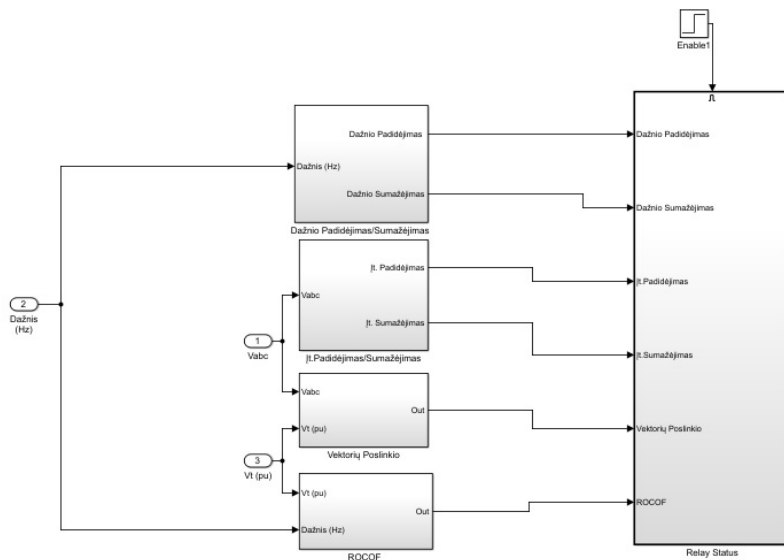 Enable1
Dažnio Padidėjimas
Dažnis (Hz)
Dažnio Sumažėjimas
Dažnio Padidėjimas/Sumažėjimas
Įt. Padidėjimas
Vabc
Įt. Sumažėjimas
Įt.Padidėjimas/Sumažėjimas
2
Dažnis
(Hz)
1
Vabc
Vabc
Out
Vt (pu)
Vektorių Poslinkio
3
Vt (pu)
Vt (pu)
Out
Dažnis (Hz)
ROCOF
Dažnio Padidėjimas
Dažnio Sumažėjimas
Įt.Padidėjimas
Įt.Sumažėjimas
Vektorių Poslinkio
ROCOF
Relay Status